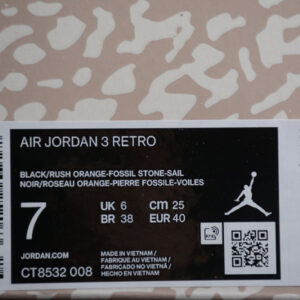 AIR JORDAN 3 RETRO
BLACK/RUSH ORANGE-FOSSIL STONE-SAIL
NOIR/ROSEAU ORANGE-PIERRE FOSSILE-VOILES
7
UK 6 cm 25
BR 38 EUR 40
JORDAN.COM
CT8532 008
MADE IN VIETNAM /
FABRIQUÉ AU VIETNAM /
FABRICADO NO VIETNÃ /
HECHO EN VIETNAM